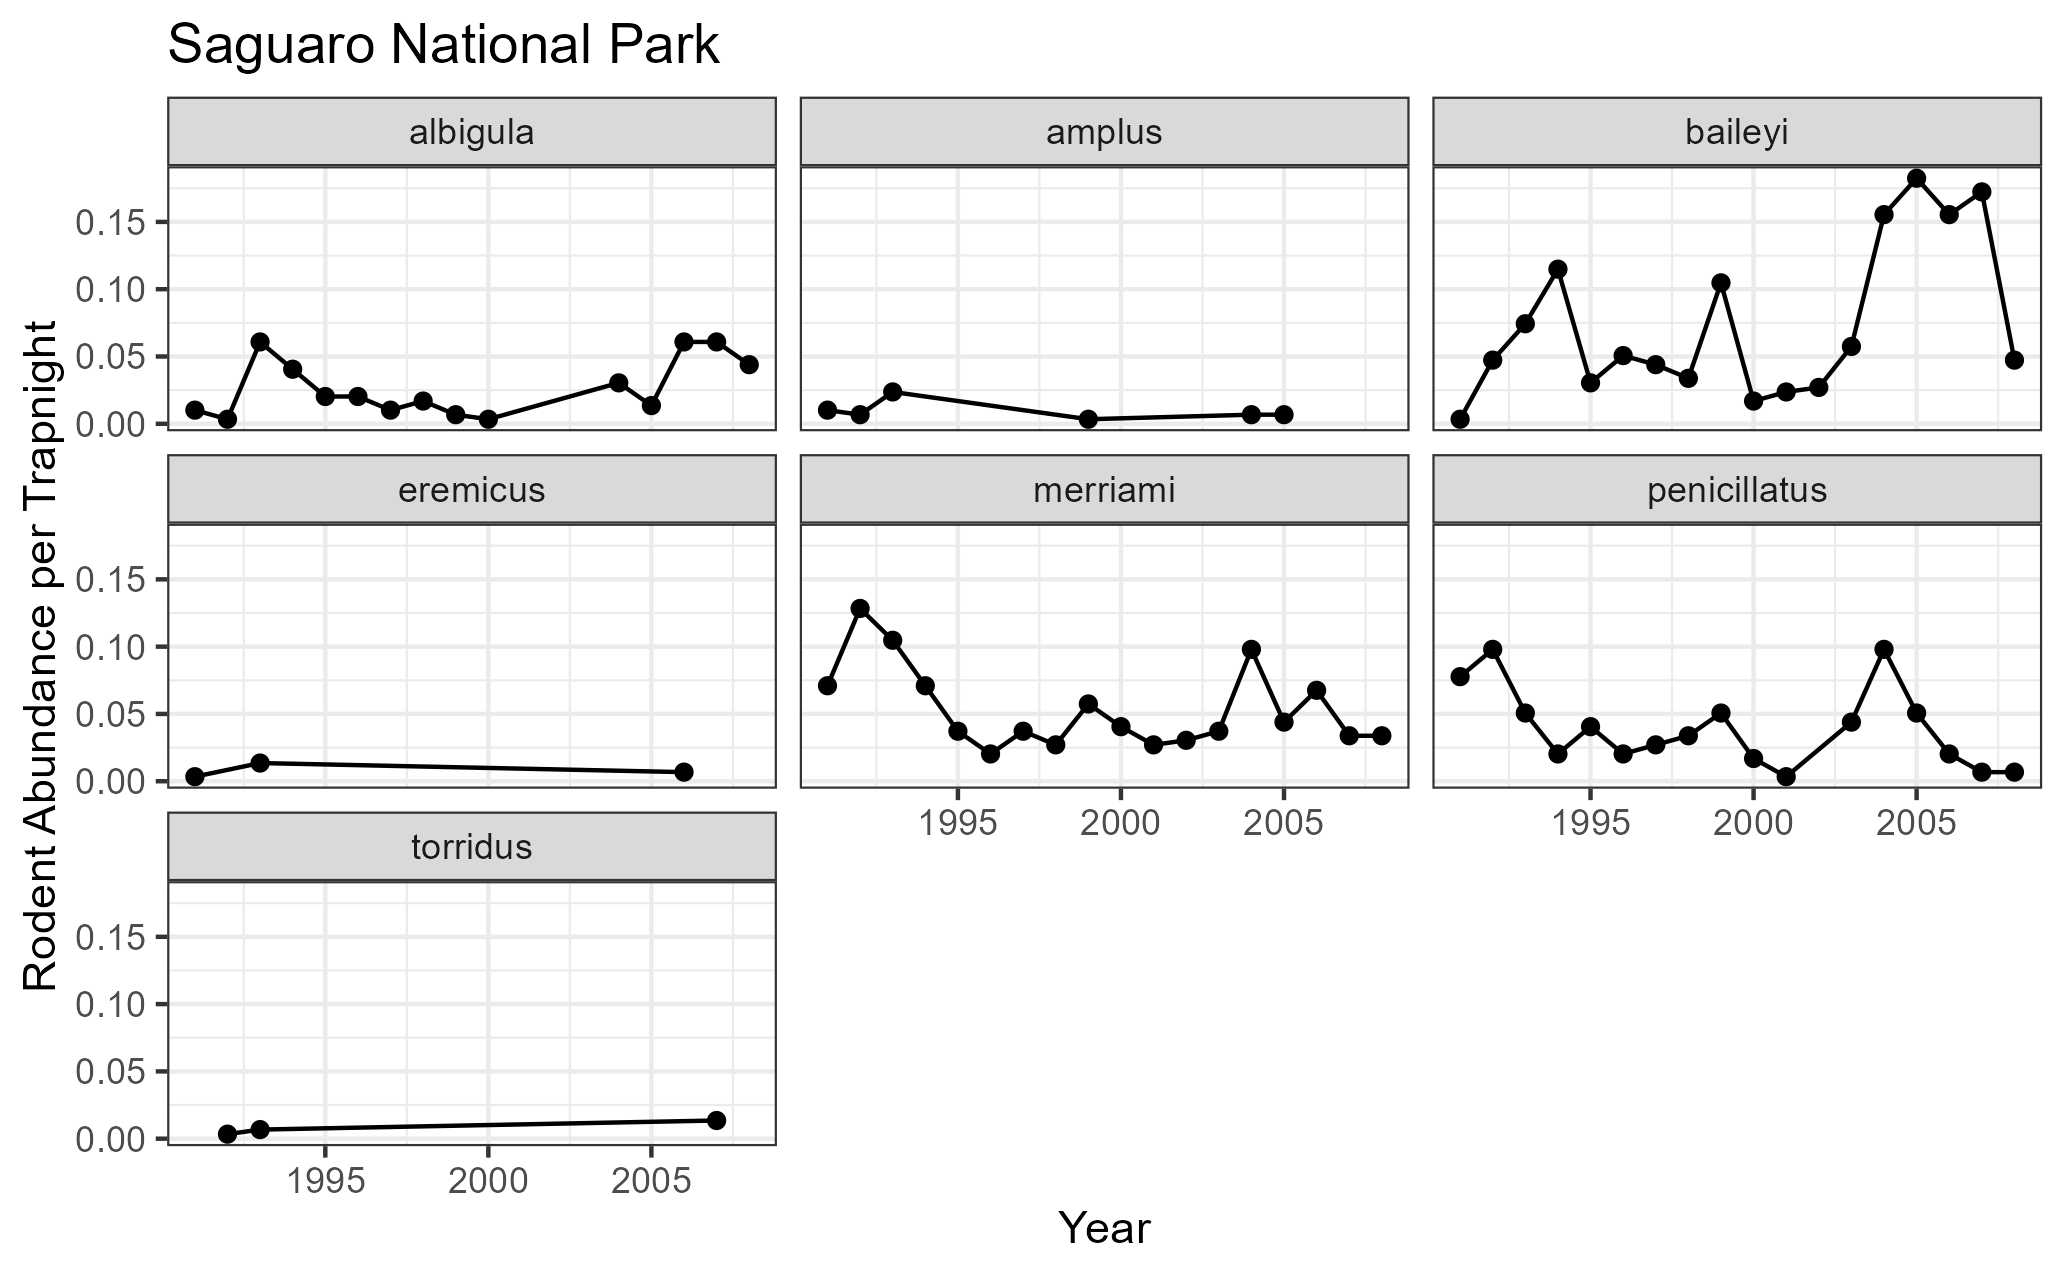 Saguaro National Park
albigula amplus baileyi
0.15
0.10
0.05
0.00
eremicus merriami penicillatus
0.15
0.10
0.05
0.00
1995 2000 2005 1995 2000 2005
torridus
0.15
0.10
0.05
0.00
1995 2000 2005
Year
Rodent Abundance per Trapnight